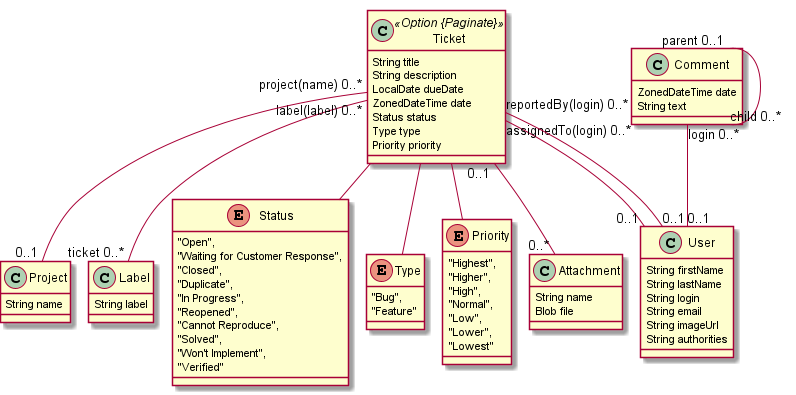 C «Option {Paginate}»
Ticket
String title
String description
LocalDate dueDate
ZonedDateTime date
Status status
Type type
Priority priority
parent 0..1
C Comment
ZonedDateTime date
String text
child 0..*
project(name) 0..*
label(label) 0..*
reportedBy(login) 0..*
assignedTo(login) 0..*
login 0..*
0..1
0..1
ticket 0..*
0..*
0..1
0..1
0..1
C Project
String name
C Label
String label
E Status
"Open",
"Waiting for Customer Response",
"Closed",
"Duplicate",
"In Progress",
"Reopened",
"Cannot Reproduce",
"Solved",
"Won't Implement",
"Verified"
E Type
"Bug",
"Feature"
E Priority
"Highest",
"Higher",
"High",
"Normal",
"Low",
"Lower",
"Lowest"
C Attachment
String name
Blob file
C User
String firstName
String lastName
String login
String email
String imageUrl
String authorities